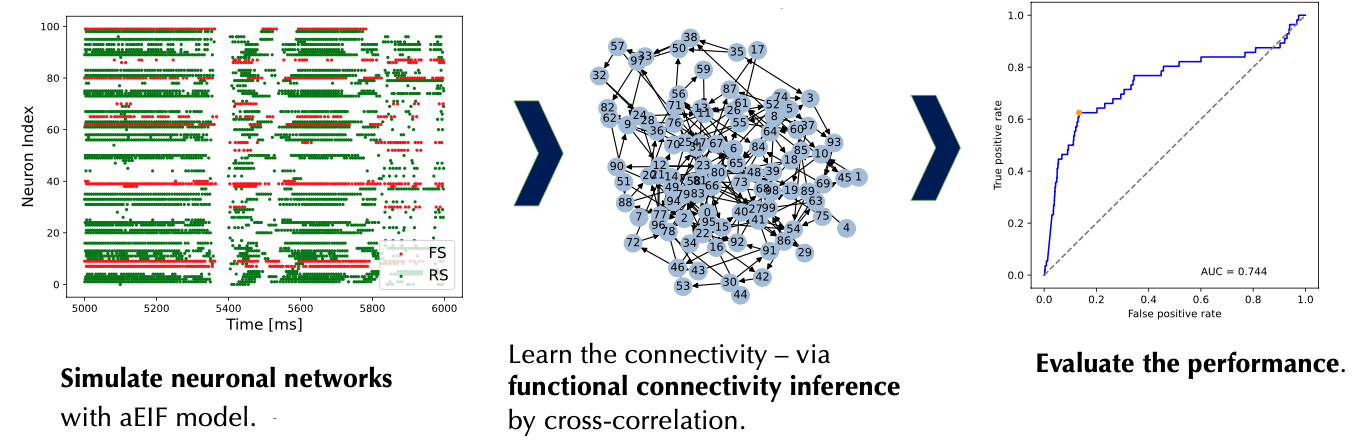 100
80
60
40
20
0
Neuron Index
FS
RS
5000 5200 5400 5600 5800 6000
Time [ms]
38
57 50 35 17
33
97
32 59
87
56 74 3
71 61 52
82 13 26 5
62 24 11 8
9 28 76 55 37
36 64 60
93
70 25 47 67 6 84 85
31 10
90 12 23 65 18
20 21 14 80 48 39 45 1
51 49 58 81 66 73 69
79 83 68 98 19 89
88 94 63
7 77 2 0 40 27 99 75
96 95 41
78 22 15 54 4
72 34 16 92 86
91 29
46 43
42
53 30
44
1.0
0.8
0.6
0.4
0.2
0.0
True positive rate
AUC = 0.744
0.0 0.2 0.4 0.6 0.8 1.0
False positive rate
Simulate neuronal networks
with aEIF model.
Learn the connectivity – via
functional connectivity inference
by cross-correlation.
Evaluate the performance.